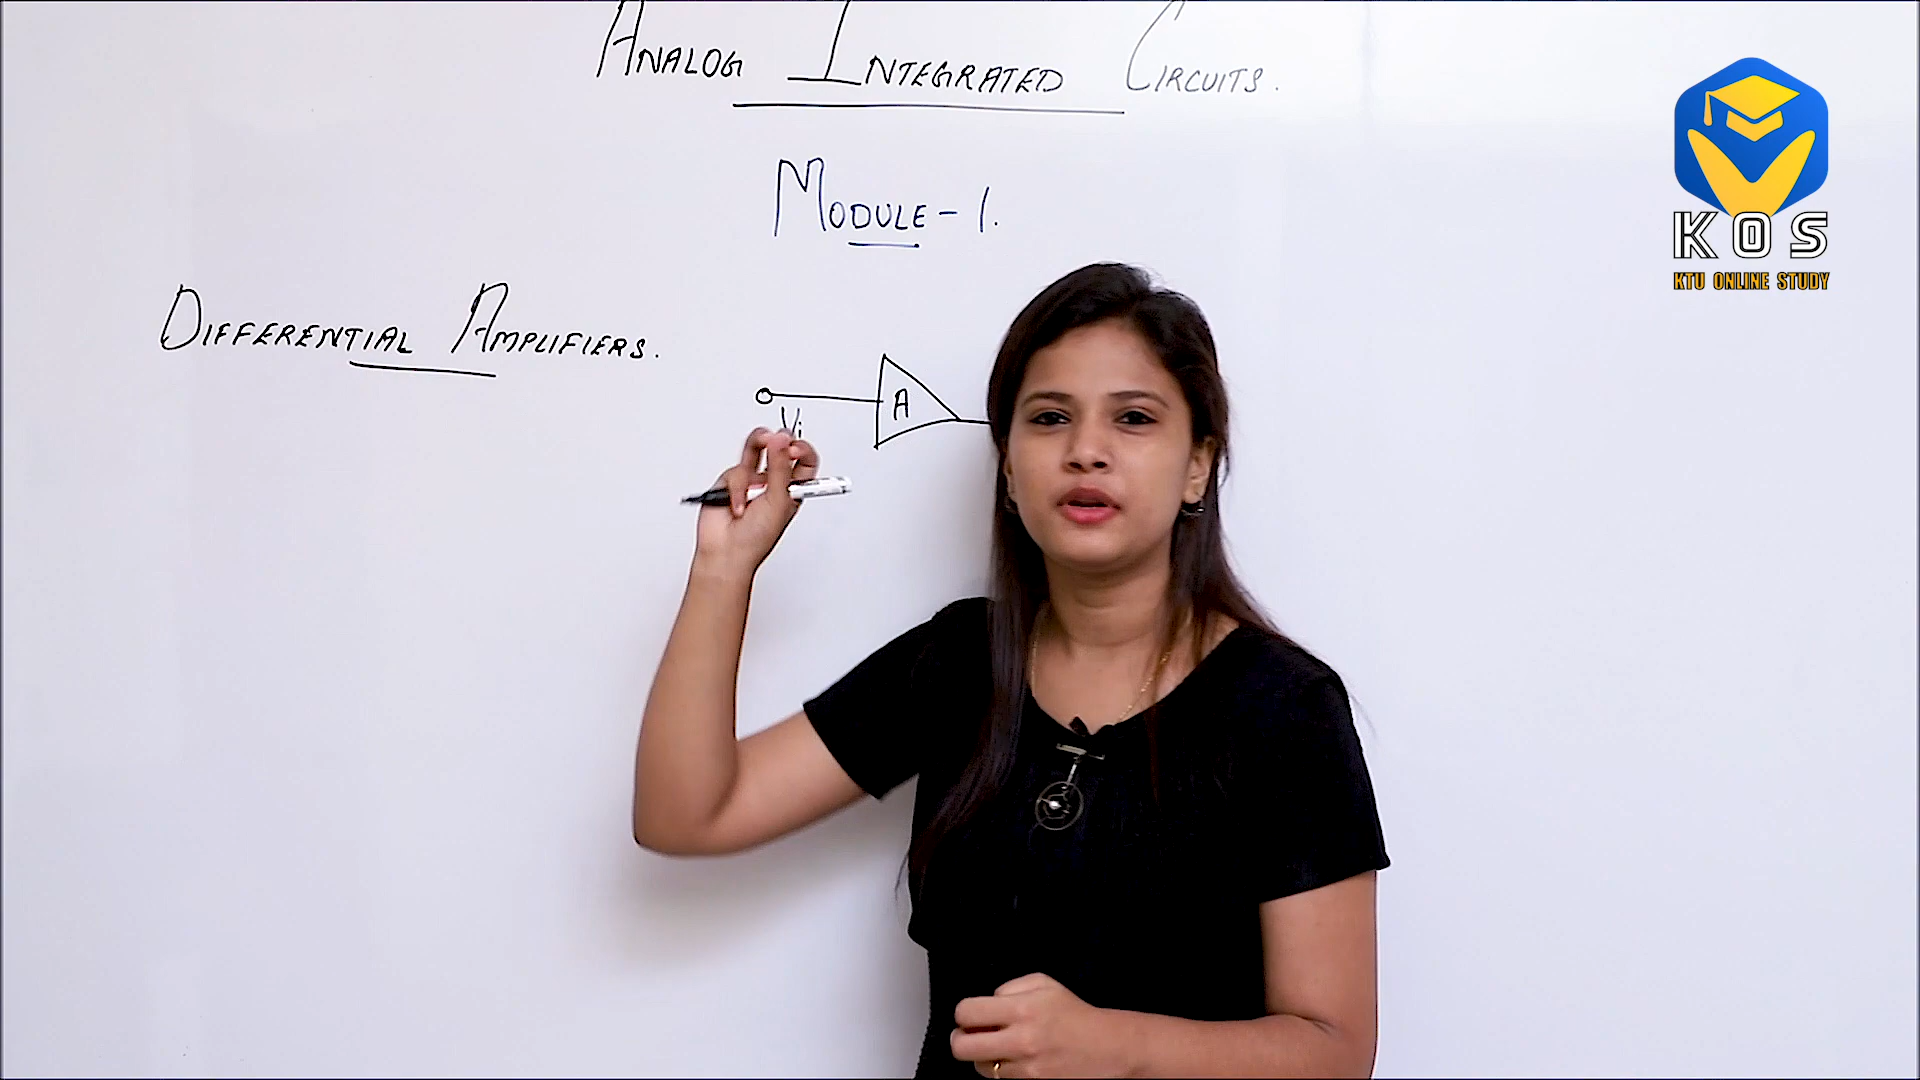 ANALOG INTEGRATED CIRCUITS.
MODULE - 1.
DIFFERENTIAL AMPLIFIERS.
A
Vi
KOS
KTU ONLINE STUDY